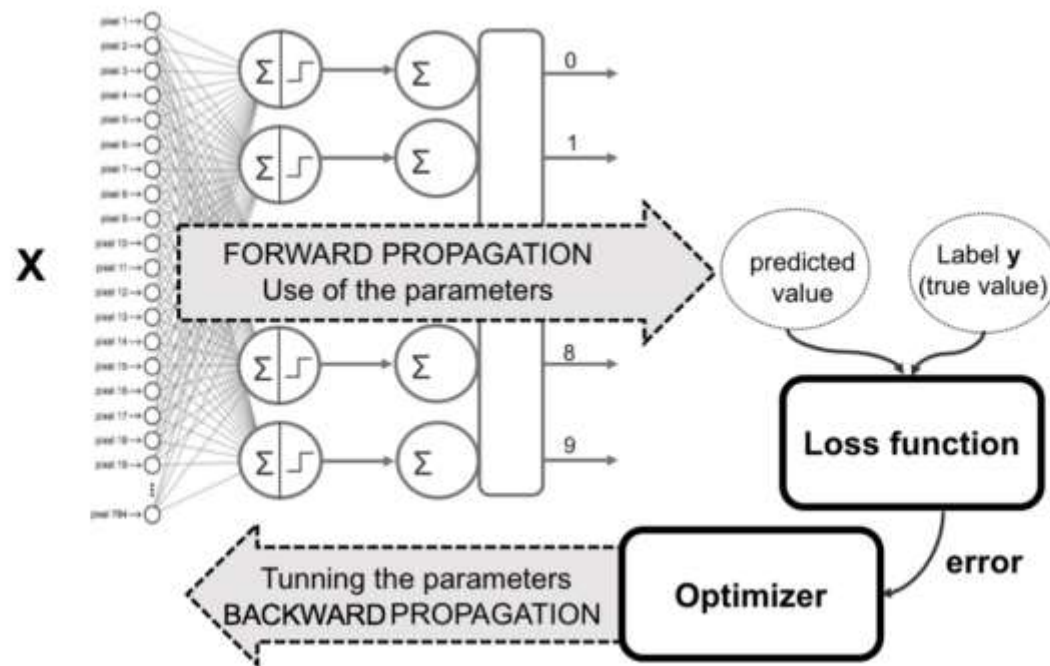 X
pixel 1
pixel 2
pixel 3
pixel 4
pixel 5
pixel 6
pixel 7
pixel 8
pixel 9
pixel 10
pixel 11
pixel 12
pixel 13
pixel 14
pixel 15
pixel 16
pixel 17
pixel 18
pixel 19
...
pixel 784
Σ
Σ
0
Σ
Σ
1
FORWARD PROPAGATION
Use of the parameters
Σ
Σ
8
Σ
Σ
9
predicted
value
Label y
(true value)
Loss function
error
Optimizer
Tunning the parameters
BACKWARD PROPAGATION